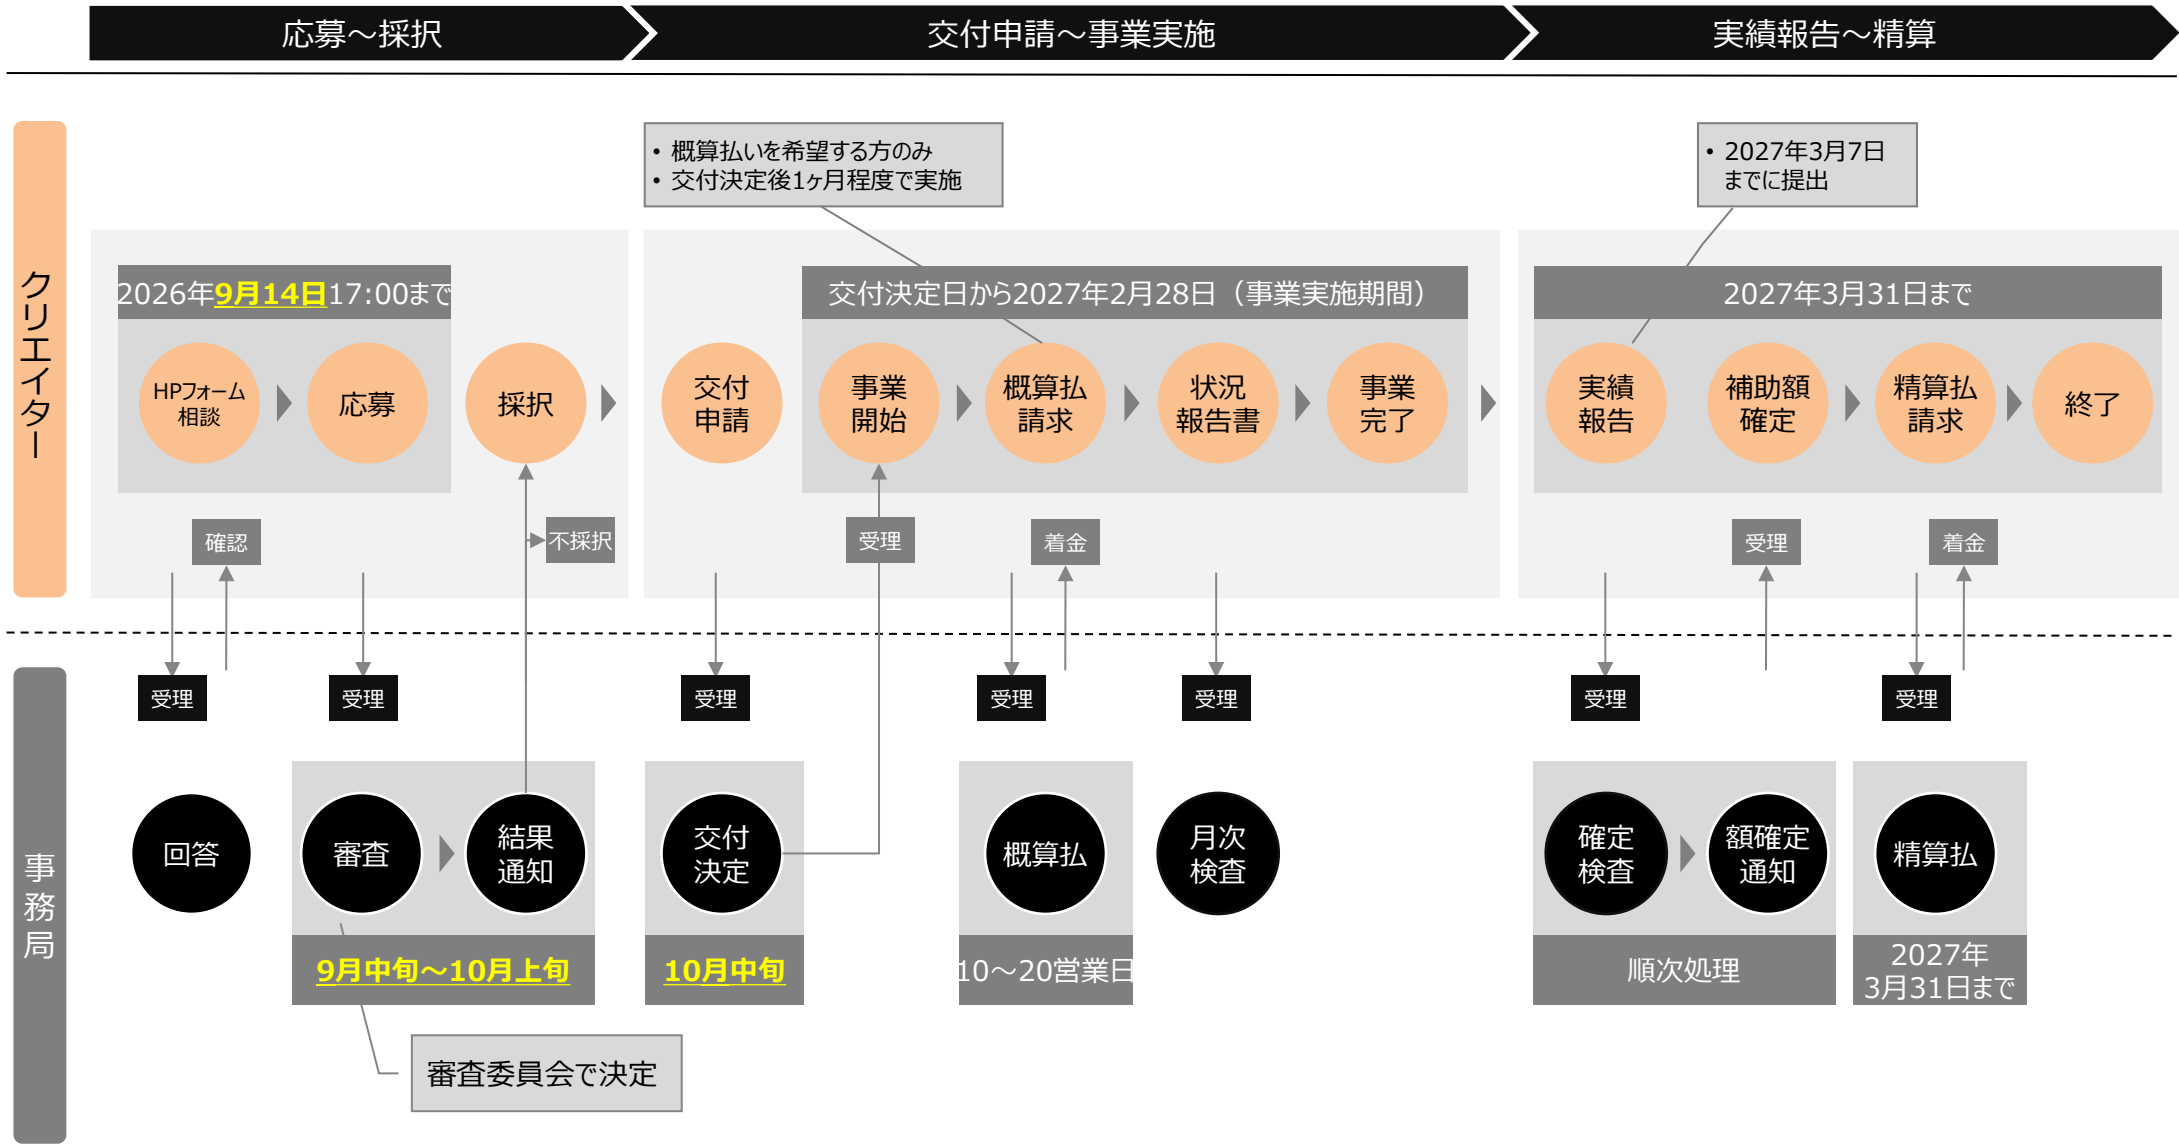 応募～採択
交付申請～事業実施
実績報告～精算
クリエイター
• 概算払いを希望する方のみ
• 交付決定後1ヶ月程度で実施
• 2027年3月7日
までに提出
2026年9月14日17:00まで
交付決定日から2027年2月28日（事業実施期間）
2027年3月31日まで
HPフォーム
相談
応募
採択
交付
申請
事業
開始
概算払
請求
状況
報告書
事業
完了
実績
報告
補助額
確定
精算払
請求
終了
確認
不採択
受理
着金
受理
着金
受理
受理
受理
受理
受理
受理
受理
事務局
回答
審査
結果
通知
交付
決定
概算払
月次
検査
確定
検査
額確定
通知
精算払
9月中旬～10月上旬
10月中旬
10～20営業日
順次処理
2027年
3月31日まで
審査委員会で決定